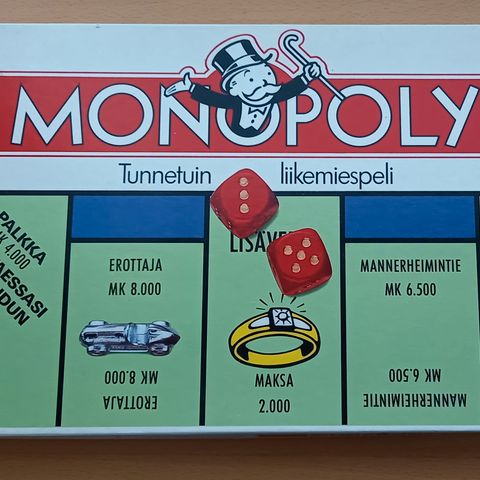 MONOPOLY
Tunnetuin liikemiespeli
PALKKA
4.000
EROTTAJA
MK 8.000
MK 8.000
EROTTAJA
MAKSA
2.000
MANNERHEIMINTIE
MK 6.500
MK 6.500
MANNERHEIMINTIE